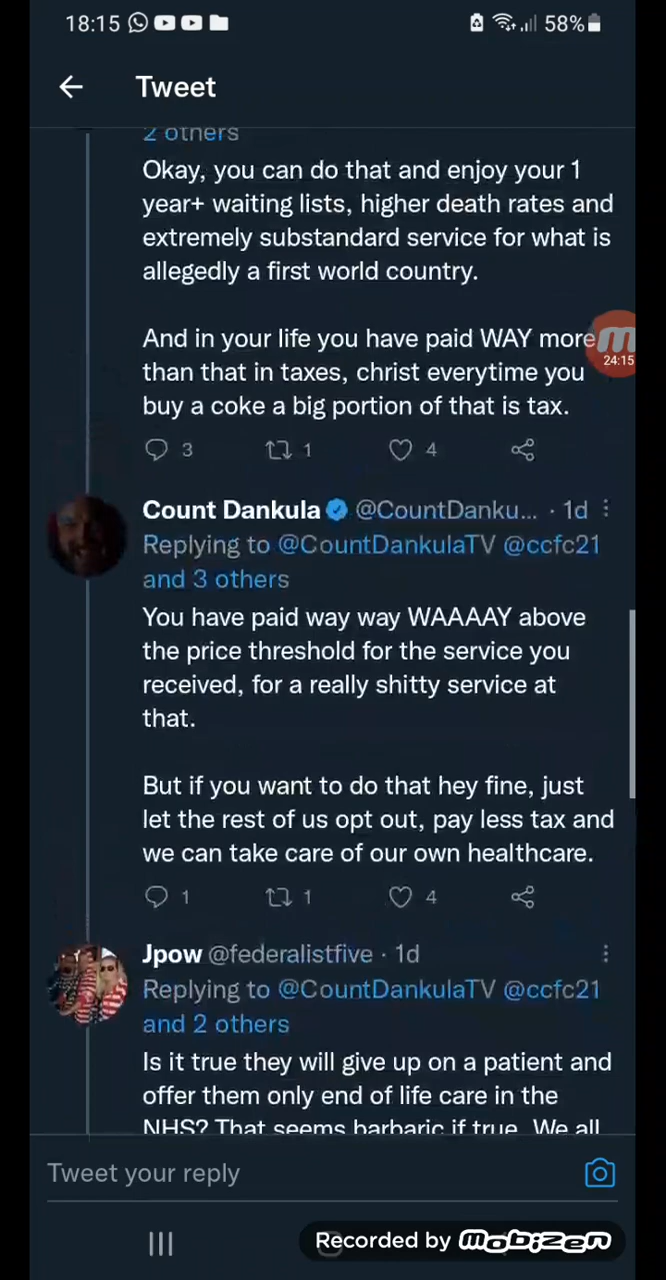 18:15
58%
Tweet
2 others
Okay, you can do that and enjoy your 1
year+ waiting lists, higher death rates and
extremely substandard service for what is
allegedly a first world country.
And in your life you have paid WAY more
than that in taxes, christ everytime you
buy a coke a big portion of that is tax.
24:15
3 1 4
Count Dankula @CountDanku... · 1d
Replying to @CountDankulaTV @ccfc21
and 3 others
You have paid way way WAAAAY above
the price threshold for the service you
received, for a really shitty service at
that.
But if you want to do that hey fine, just
let the rest of us opt out, pay less tax and
we can take care of our own healthcare.
1 1 4
Jpow @federalistfive · 1d
Replying to @CountDankulaTV @ccfc21
and 2 others
Is it true they will give up on a patient and
offer them only end of life care in the
NHS? That seems barbaric if true. We all
Tweet your reply
Recorded by mobizen